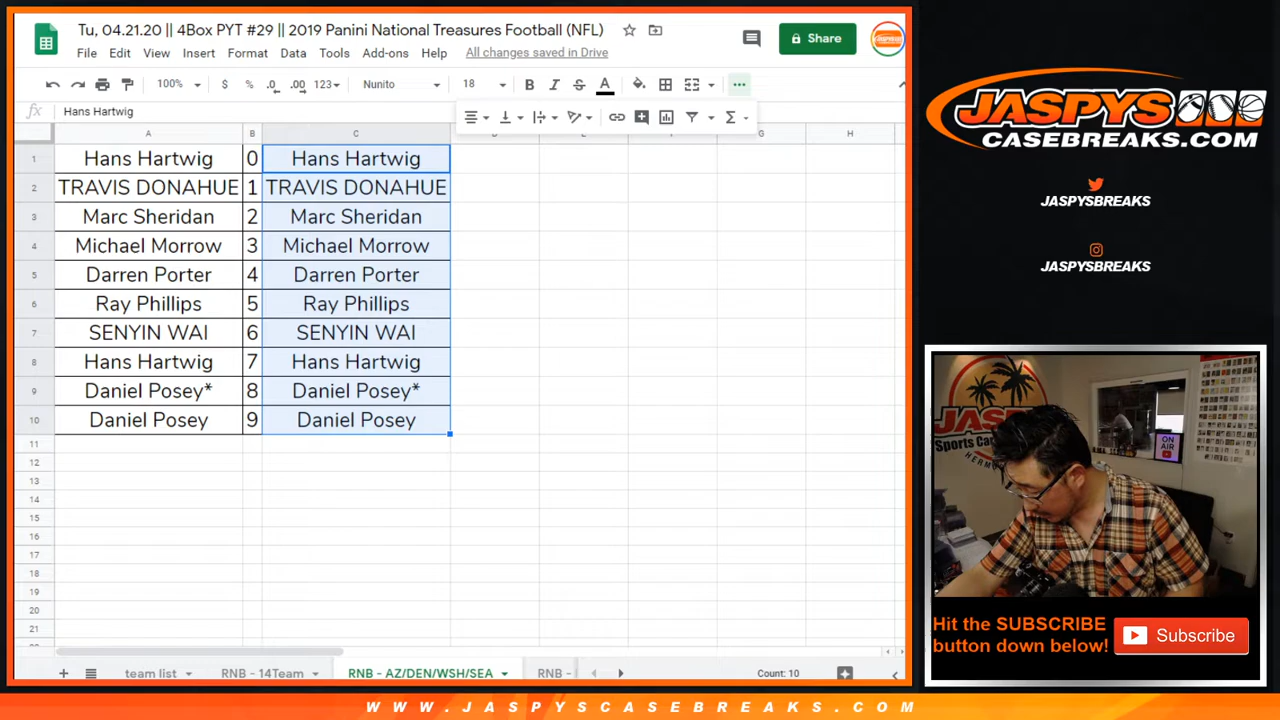 Tu, 04.21.20 || 4Box PYT #29 || 2019 Panini National Treasures Football (NFL)
File Edit View Insert Format Data Tools Add-ons Help All changes saved in Drive
Share
100% $ % .0 .00 123 Nunito 18 B I S A
fx Hans Hartwig
A B C G H
1 Hans Hartwig 0 Hans Hartwig
2 TRAVIS DONAHUE 1 TRAVIS DONAHUE
3 Marc Sheridan 2 Marc Sheridan
4 Michael Morrow 3 Michael Morrow
5 Darren Porter 4 Darren Porter
6 Ray Phillips 5 Ray Phillips
7 SENYIN WAI 6 SENYIN WAI
8 Hans Hartwig 7 Hans Hartwig
9 Daniel Posey* 8 Daniel Posey*
10 Daniel Posey 9 Daniel Posey
11
12
13
14
15
16
17
18
19
20
21
team list RNB - 14Team RNB - AZ/DEN/WSH/SEA RNB - Count: 10
JASPYS
CASEBREAKS.COM
JASPYSBREAKS
JASPYSBREAKS
JASPY
Sports Car
HERMO
ON
AIR
Hit the SUBSCRIBE
button down below!
Subscribe
WWW.JASPYSCASEBREAKS.COM